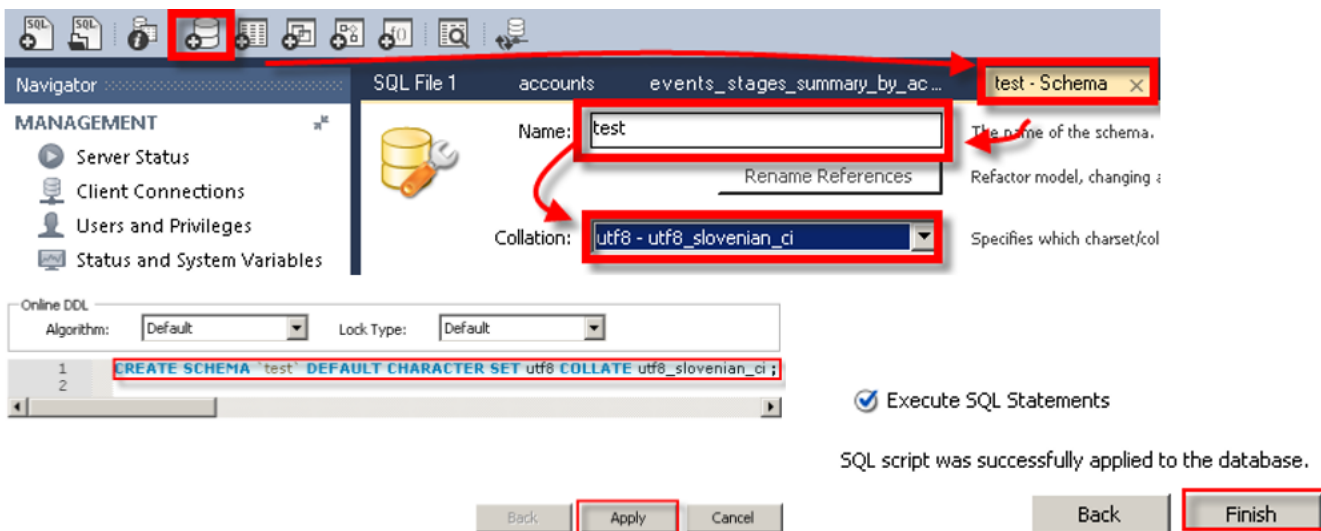 SQL SQL
Navigator
SQL File 1 accounts events_stages_summary_by_ac... test - Schema ×
MANAGEMENT
Server Status
Client Connections
Users and Privileges
Status and System Variables
Name: test The name of the schema.
Rename References Refactor model, changing a
Collation: utf8 - utf8_slovenian_ci Specifies which charset/col
Online DDL
Algorithm: Default Lock Type: Default
1 CREATE SCHEMA `test` DEFAULT CHARACTER SET utf8 COLLATE utf8_slovenian_ci ;
2
Back Apply Cancel
Execute SQL Statements
SQL script was successfully applied to the database.
Back Finish